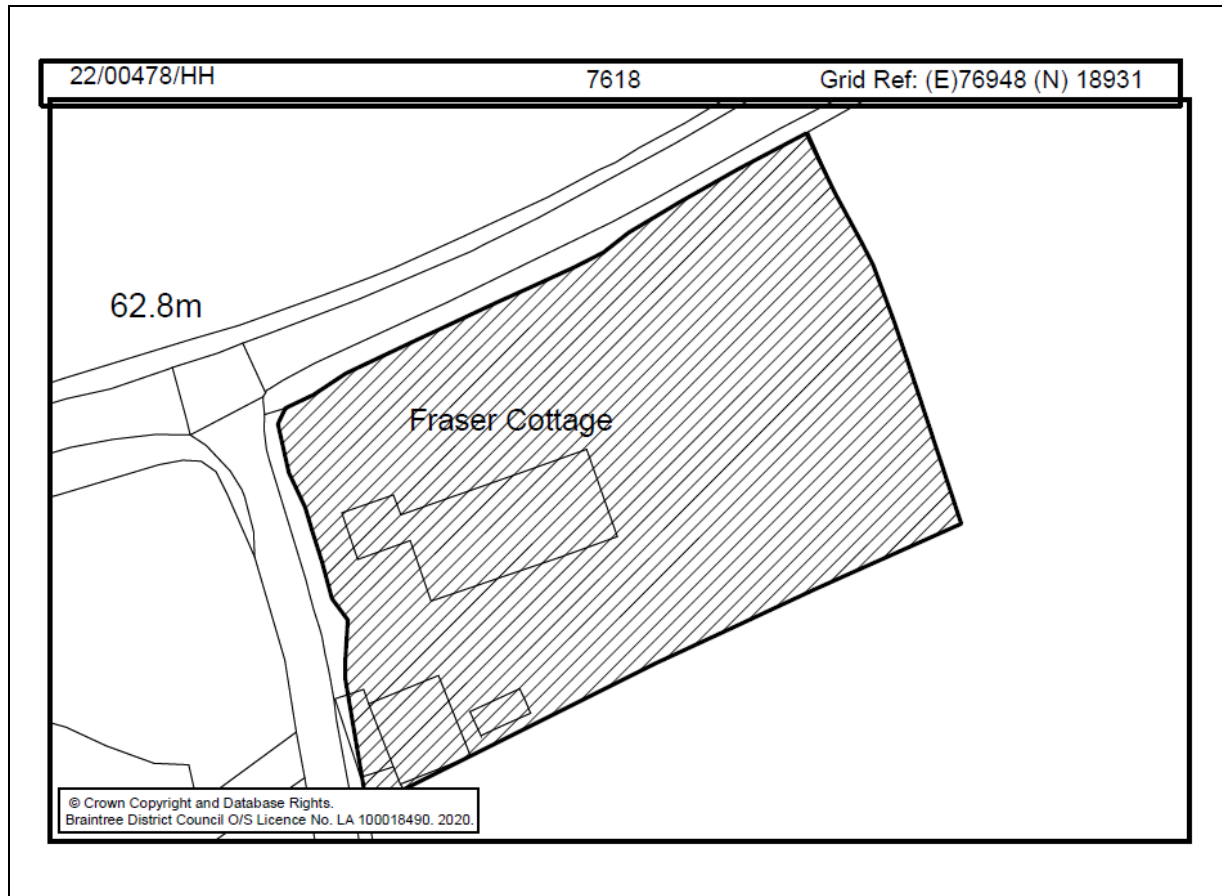 22/00478/HH 7618 Grid Ref: (E)76948 (N) 18931
62.8m
Fraser Cottage
© Crown Copyright and Database Rights.
Braintree District Council O/S Licence No. LA 100018490. 2020.